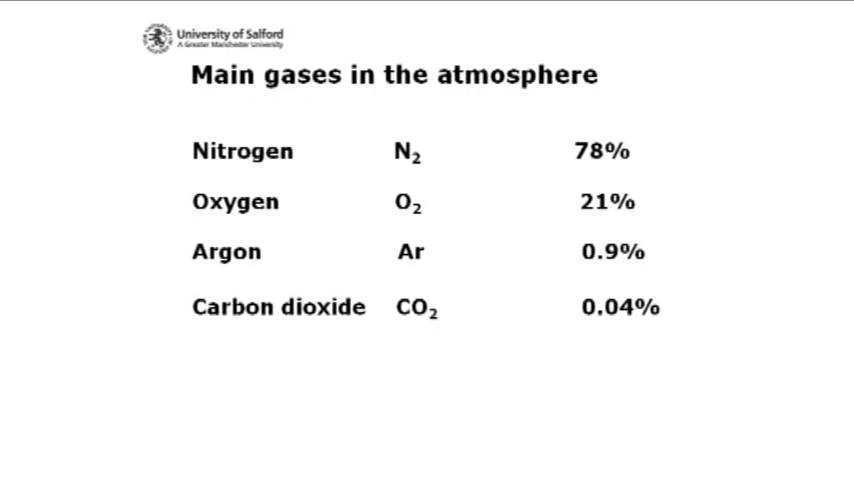 University of Salford
A Greater Manchester University
Main gases in the atmosphere
Nitrogen N₂ 78%
Oxygen O₂ 21%
Argon Ar 0.9%
Carbon dioxide CO₂ 0.04%